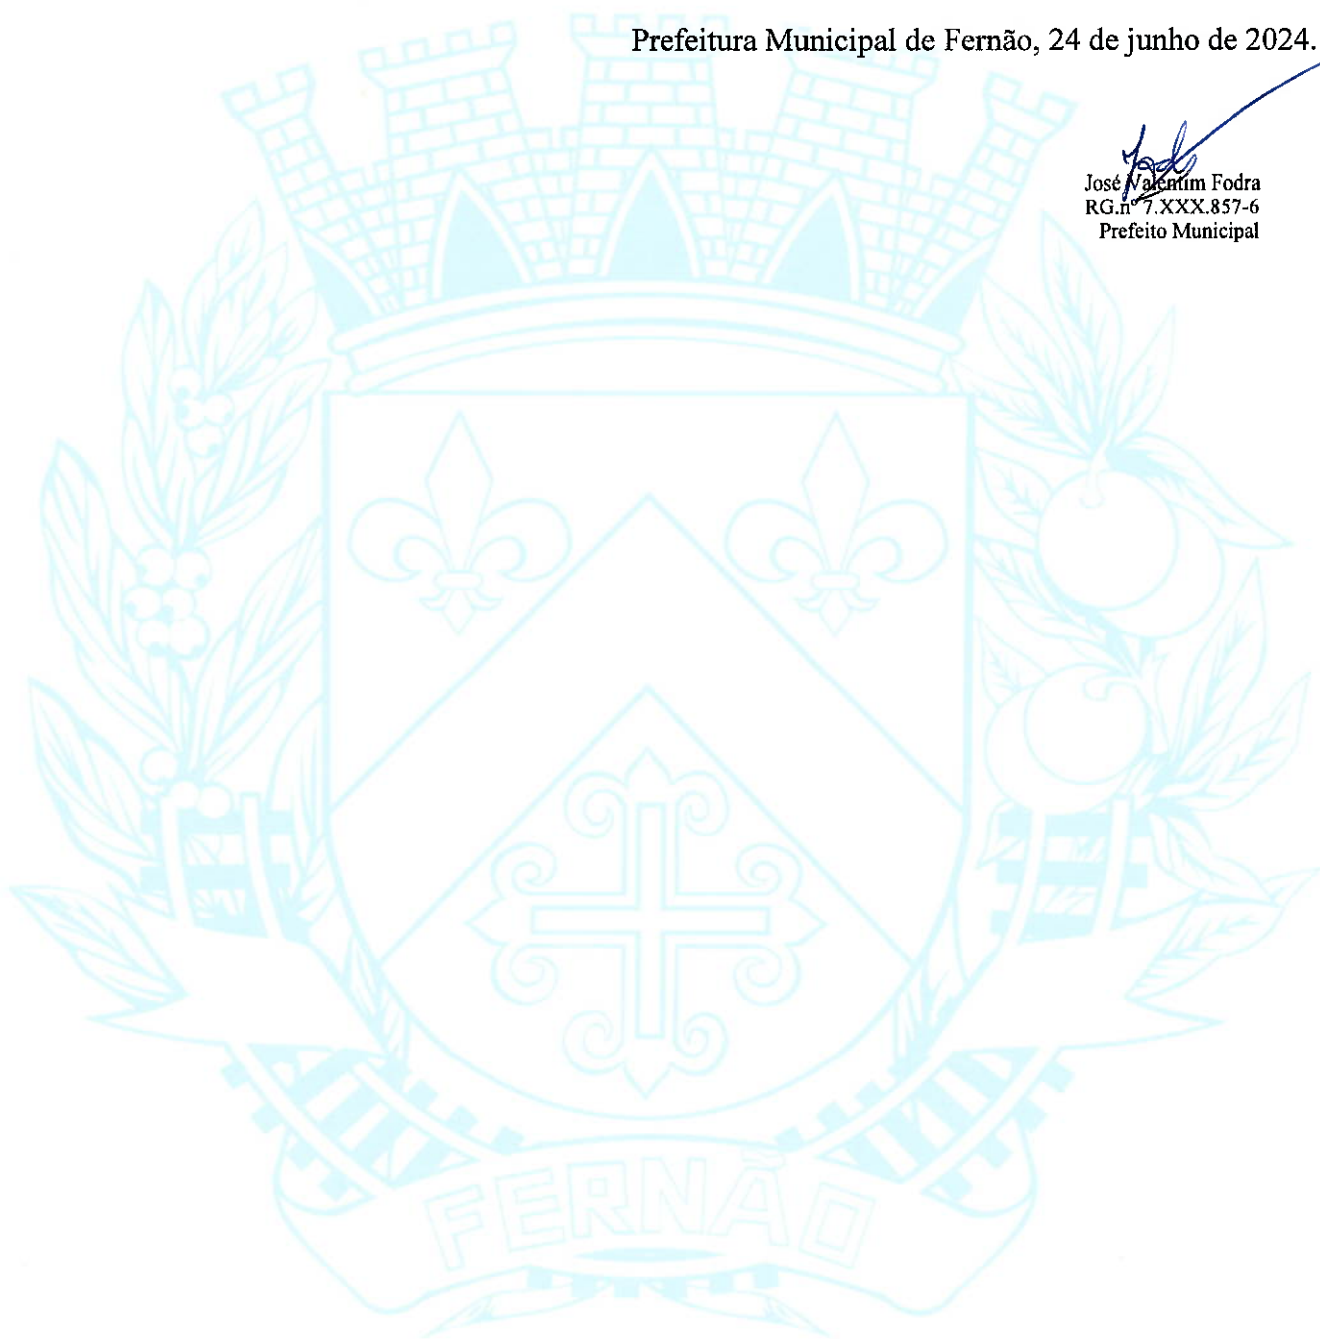 Prefeitura Municipal de Fernão, 24 de junho de 2024.
José Valentim Fodra
RG.nº 7.XXX.857-6
Prefeito Municipal
FERNÃO